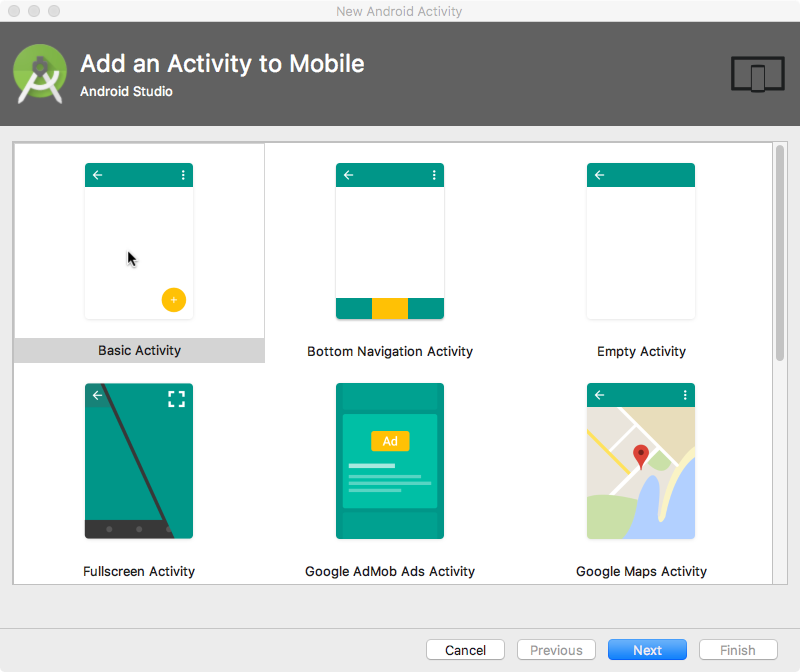 New Android Activity
Add an Activity to Mobile
Android Studio
Basic Activity
Bottom Navigation Activity
Empty Activity
Ad
Fullscreen Activity
Google AdMob Ads Activity
Google Maps Activity
Cancel
Previous
Next
Finish